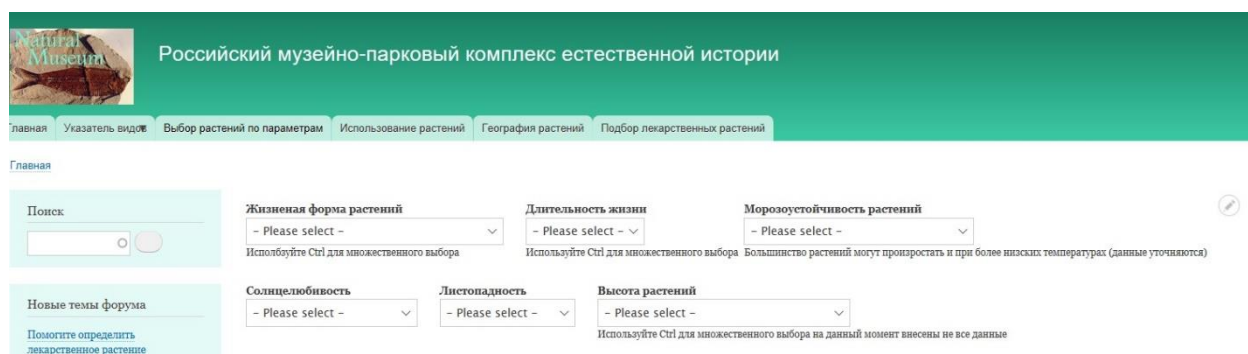 Natural
Museum
Российский музейно-парковый комплекс естественной истории
Главная Указатель видов Выбор растений по параметрам Использование растений География растений Подбор лекарственных растений
Главная
Поиск
Жизненая форма растений Длительность жизни Морозоустойчивость растений
- Please select - - Please select - - Please select -
Исполбзуйте Ctrl для множественного выбора Используйте Ctrl для множественного выбора Большинство растений могут произростать и при более низских температурах (данные уточняются)
Солнцелюбивость Листопадность Высота растений
- Please select - - Please select - - Please select -
Используйте Ctrl для множественного выбора на данный момент внесены не все данные
Новые темы форума
Помогите определить
лекарственное растение